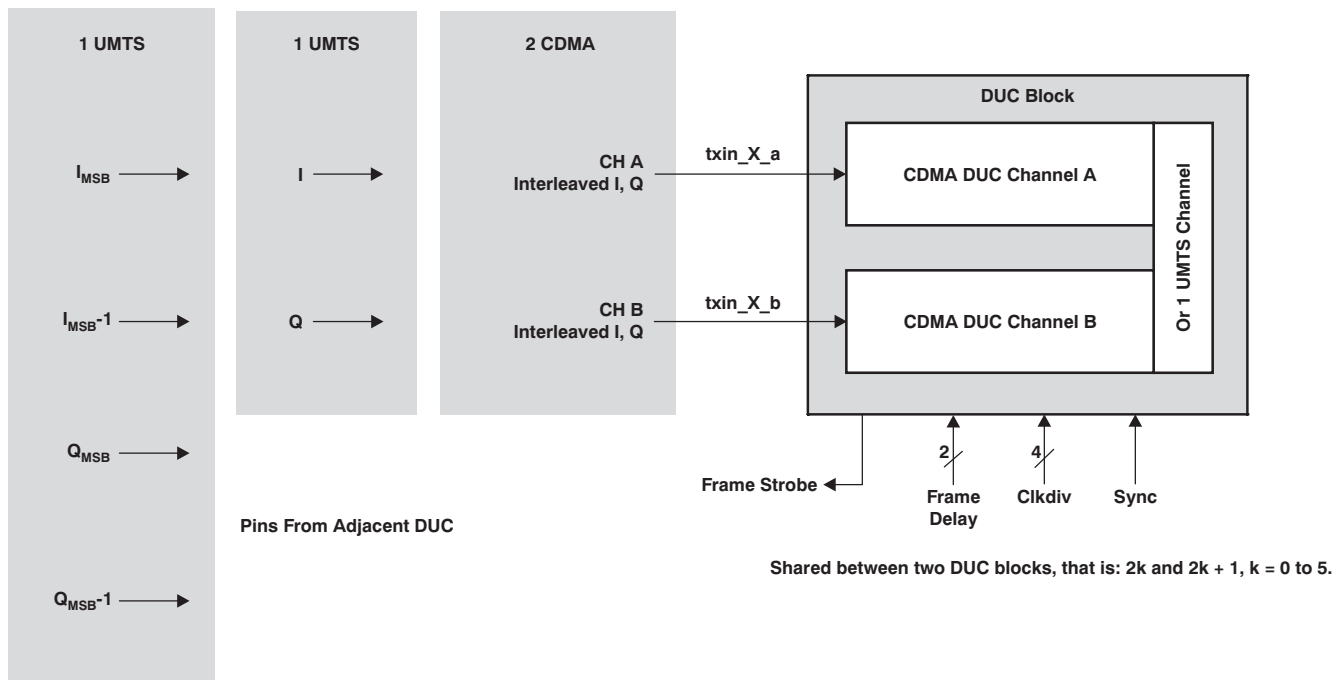 1 UMTS
1 UMTS
2 CDMA
DUC Block
I_MSB
I
CH A
Interleaved I, Q
txin_X_a
CDMA DUC Channel A
Or 1 UMTS Channel
I_MSB-1
Q
CH B
Interleaved I, Q
txin_X_b
CDMA DUC Channel B
Q_MSB
2
4
Frame Strobe
Frame
Delay
Clkdiv
Sync
Pins From Adjacent DUC
Shared between two DUC blocks, that is: 2k and 2k + 1, k = 0 to 5.
Q_MSB-1